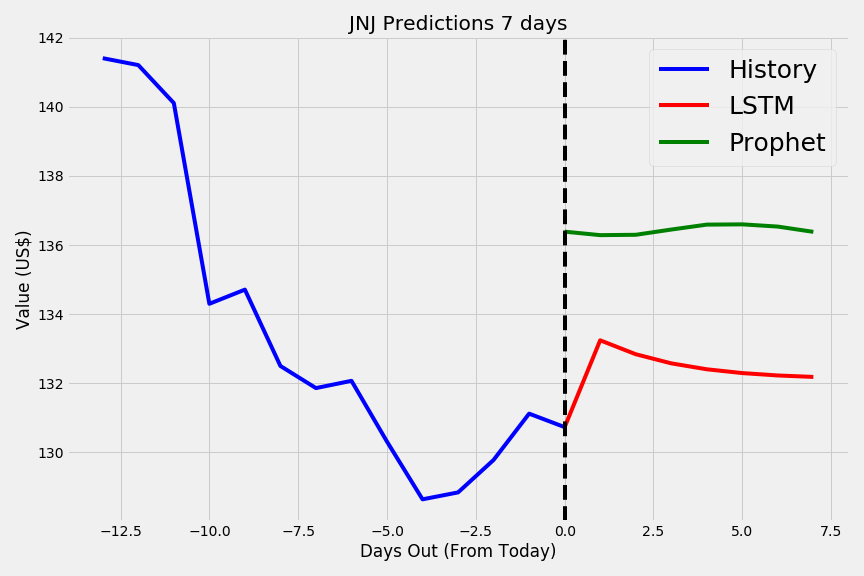 JNJ Predictions 7 days
History
LSTM
Prophet
142
140
138
136
134
132
130
Value (US$)
−12.5 −10.0 −7.5 −5.0 −2.5 0.0 2.5 5.0 7.5
Days Out (From Today)